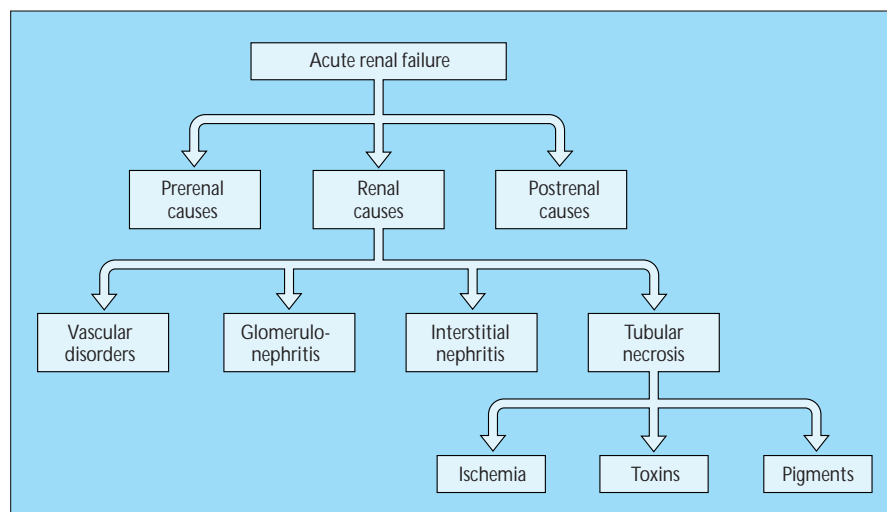 Acute renal failure
Prerenal
causes
Renal
causes
Postrenal
causes
Vascular
disorders
Glomerulo-
nephritis
Interstitial
nephritis
Tubular
necrosis
Ischemia
Toxins
Pigments